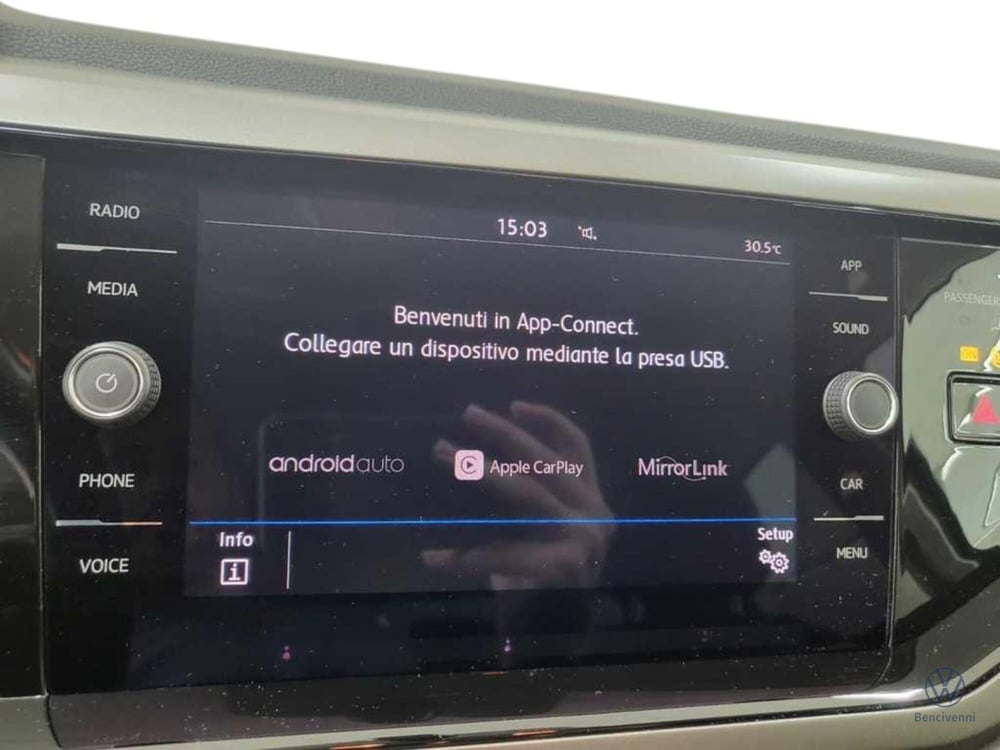 RADIO
MEDIA
PHONE
VOICE
15:03
30.5°C
Benvenuti in App-Connect.
Collegare un dispositivo mediante la presa USB.
androidauto
Apple CarPlay
MirrorLink
Info
i
Setup
APP
SOUND
CAR
MENU
PASSENGER
ON
Bencivenni